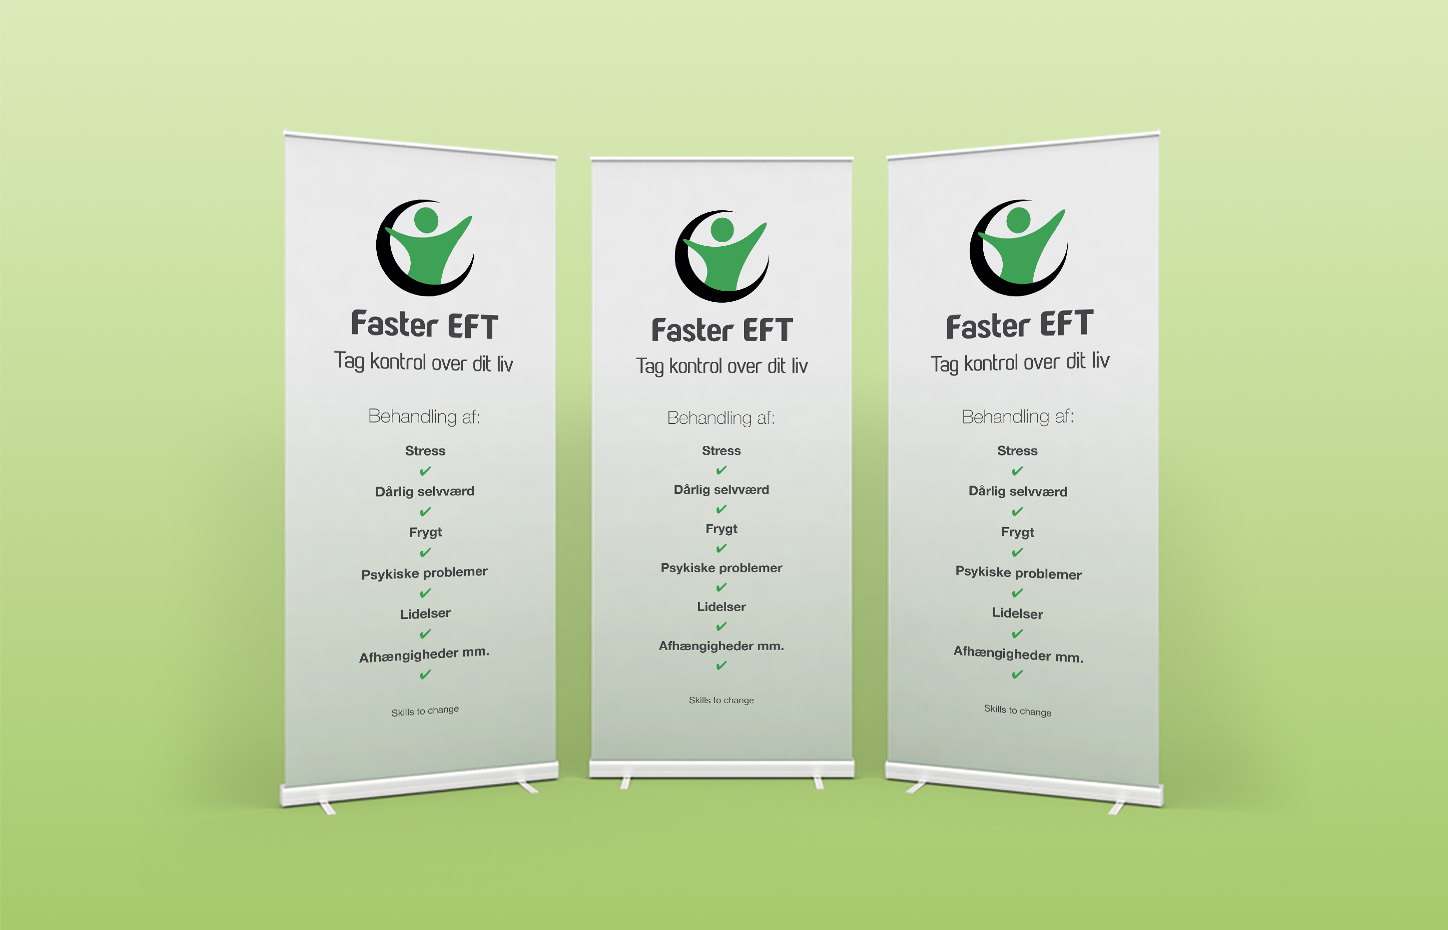 Faster EFT
Tag kontrol over dit liv
Behandling af:
Stress
Dårlig selvværd
Frygt
Psykiske problemer
Lidelser
Afhængigheder mm.
Skills to change
Faster EFT
Tag kontrol over dit liv
Behandling af:
Stress
Dårlig selvværd
Frygt
Psykiske problemer
Lidelser
Afhængigheder mm.
Skills to change
Faster EFT
Tag kontrol over dit liv
Behandling af:
Stress
Dårlig selvværd
Frygt
Psykiske problemer
Lidelser
Afhængigheder mm.
Skills to change